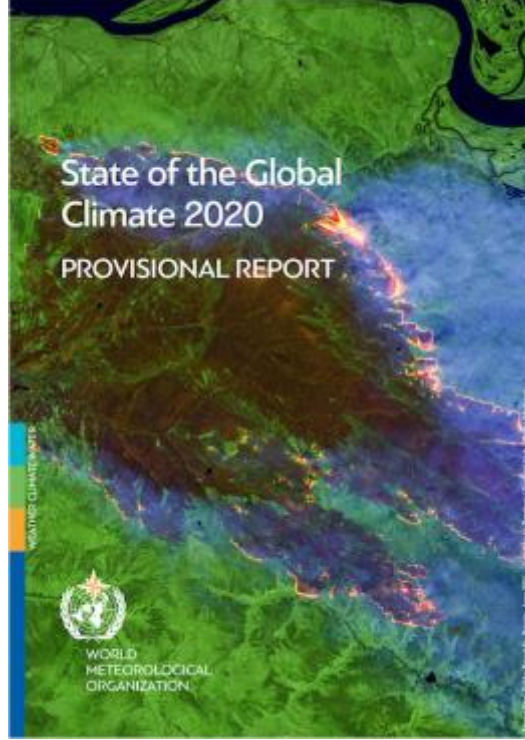 State of the Global
Climate 2020
PROVISIONAL REPORT
WEATHER CLIMATE WATER
WORLD
METEOROLOGICAL
ORGANIZATION